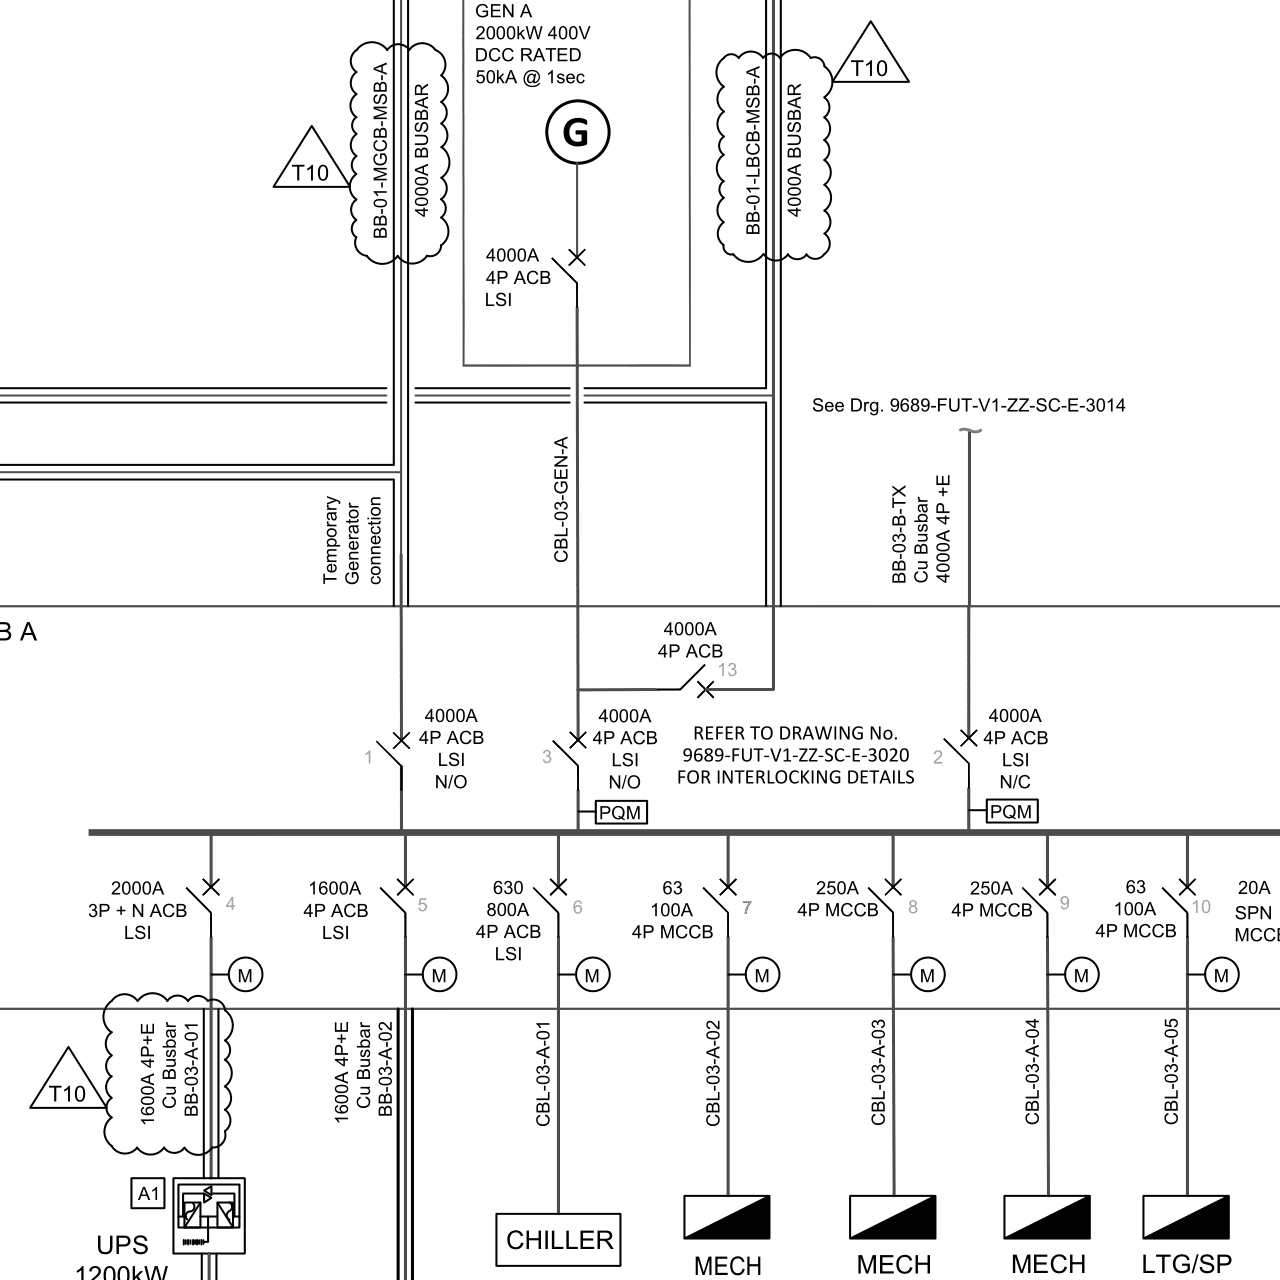 GEN A
2000kW 400V
DCC RATED
50kA @ 1sec
G
T10
T10
BB-01-MGCB-MSB-A
4000A BUSBAR
BB-01-LBCB-MSB-A
4000A BUSBAR
4000A
4P ACB
LSI
See Drg. 9689-FUT-V1-ZZ-SC-E-3014
Temporary
Generator
connection
CBL-03-GEN-A
BB-03-B-TX
Cu Busbar
4000A 4P +E
B A
4000A
4P ACB
13
1
4000A
4P ACB
LSI
N/O
3
4000A
4P ACB
LSI
N/O
PQM
REFER TO DRAWING No.
9689-FUT-V1-ZZ-SC-E-3020
FOR INTERLOCKING DETAILS
2
4000A
4P ACB
LSI
N/C
PQM
2000A
3P + N ACB
LSI
4
M
1600A
4P ACB
LSI
5
M
630
800A
4P ACB
LSI
6
M
63
100A
4P MCCB
7
M
250A
4P MCCB
8
M
250A
4P MCCB
9
M
63
100A
4P MCCB
10
M
20A
SPN
MCCB
T10
1600A 4P+E
Cu Busbar
BB-03-A-01
1600A 4P+E
Cu Busbar
BB-03-A-02
CBL-03-A-01
CBL-03-A-02
CBL-03-A-03
CBL-03-A-04
CBL-03-A-05
A1
UPS
1200kW
CHILLER
MECH
MECH
MECH
LTG/SP